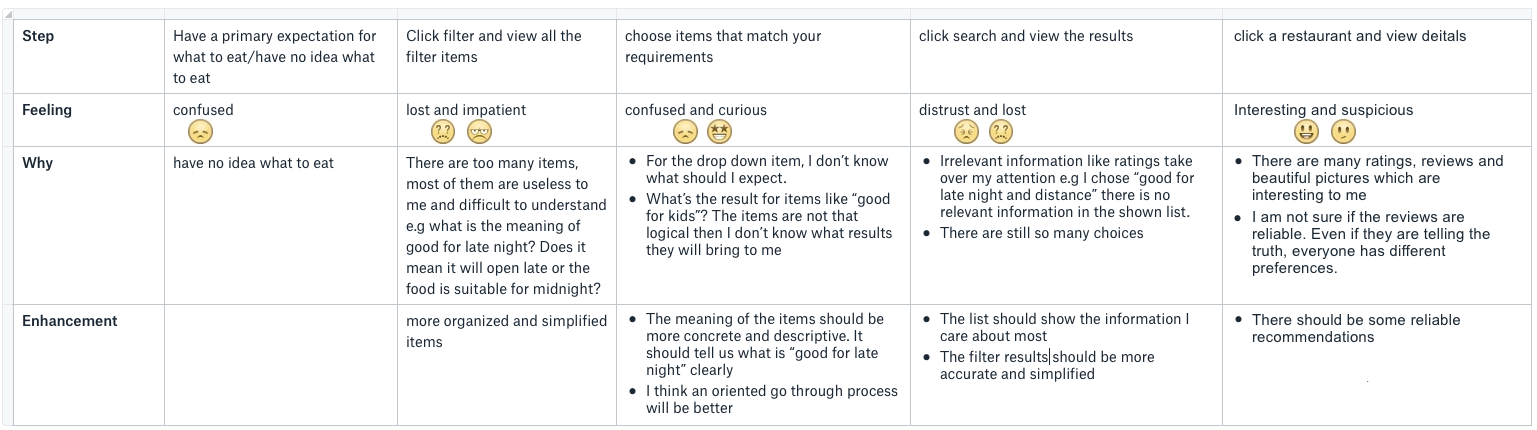 Step
Have a primary expectation for
what to eat/have no idea what
to eat
Click filter and view all the
filter items
choose items that match your
requirements
click search and view the results
click a restaurant and view deitals
Feeling
confused
lost and impatient
confused and curious
distrust and lost
Interesting and suspicious
Why
have no idea what to eat
There are too many items,
most of them are useless to
me and difficult to understand
e.g what is the meaning of
good for late night? Does it
mean it will open late or the
food is suitable for midnight?
• For the drop down item, I don't know
what should I expect.
• What's the result for items like "good
for kids"? The items are not that
logical then I don't know what results
they will bring to me
• Irrelevant information like ratings take
over my attention e.g I chose "good for
late night and distance" there is no
relevant information in the shown list.
• There are still so many choices
• There are many ratings, reviews and
beautiful pictures which are
interesting to me
• I am not sure if the reviews are
reliable. Even if they are telling the
truth, everyone has different
preferences.
Enhancement
more organized and simplified
items
• The meaning of the items should be
more concrete and descriptive. It
should tell us what is "good for late
night" clearly
• I think an oriented go through process
will be better
• The list should show the information I
care about most
• The filter results should be more
accurate and simplified
• There should be some reliable
recommendations